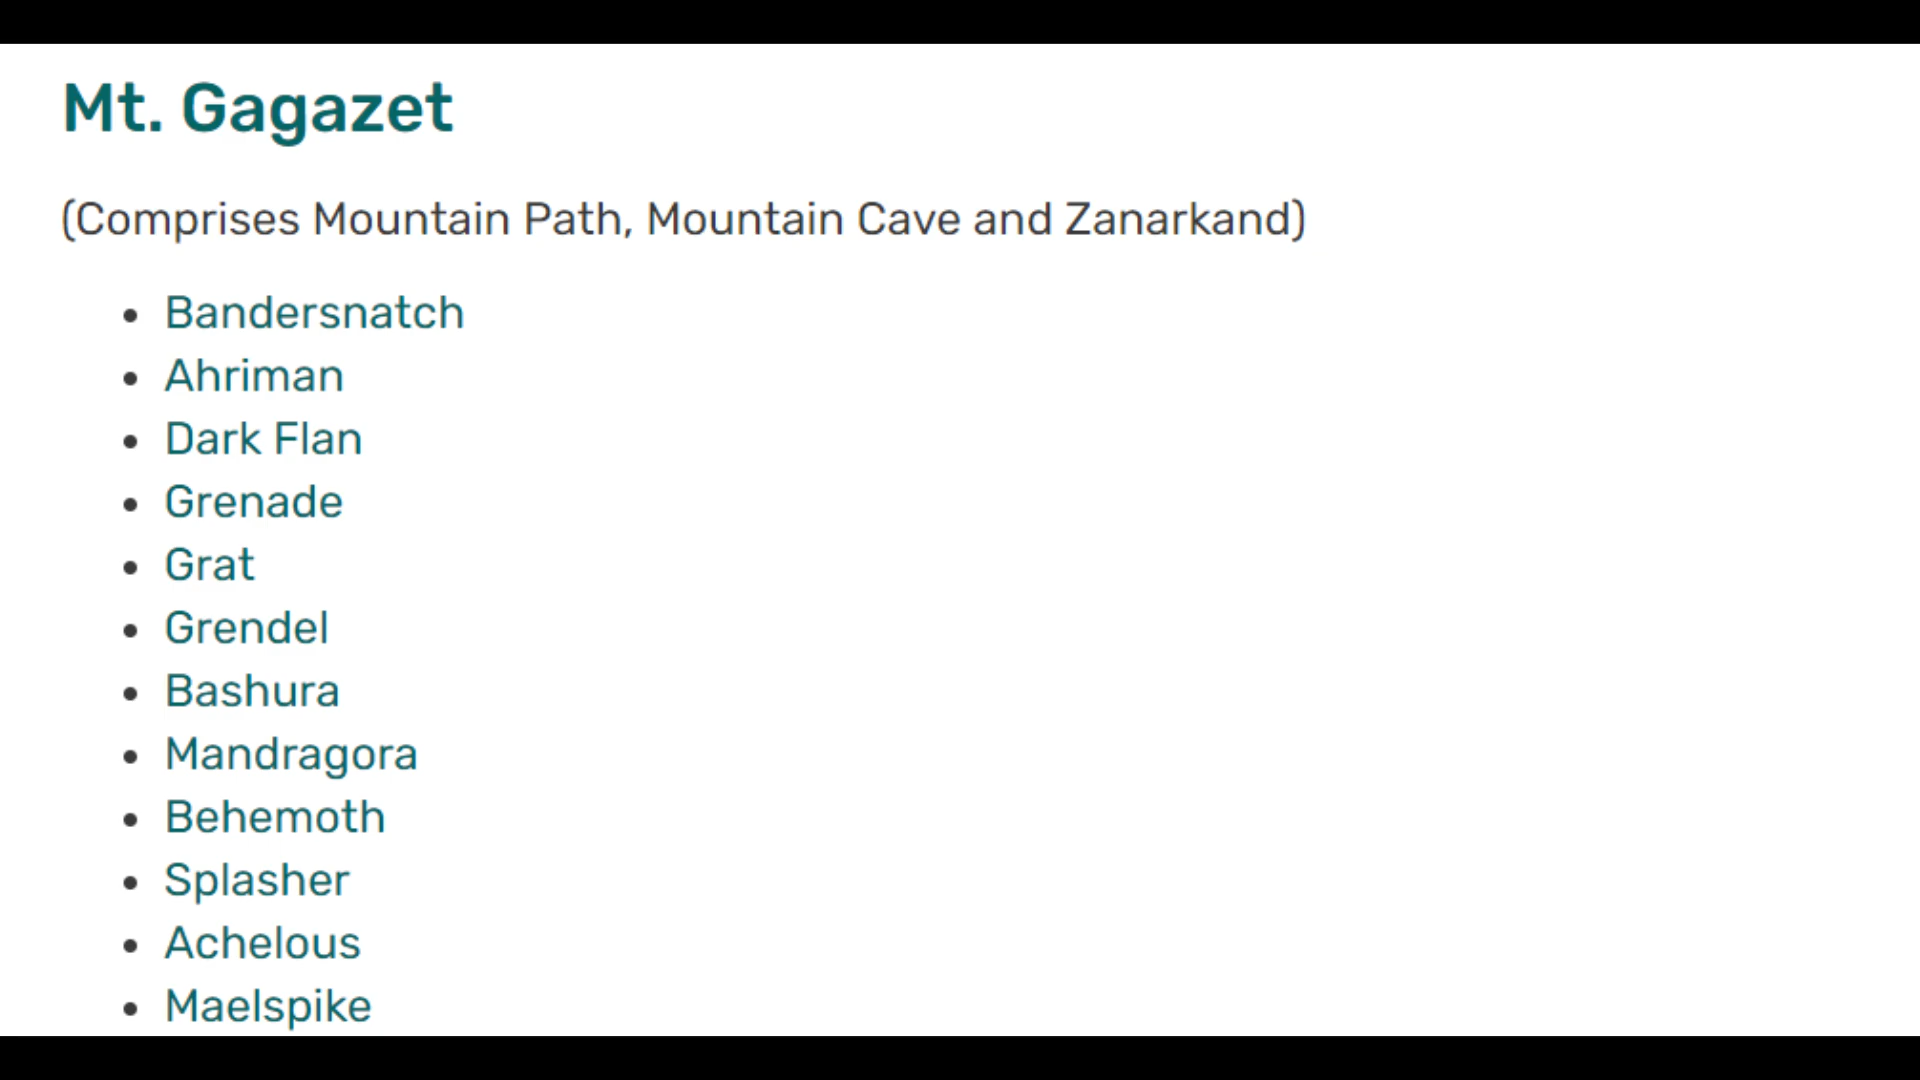 Mt. Gagazet
(Comprises Mountain Path, Mountain Cave and Zanarkand)
Bandersnatch
Ahriman
Dark Flan
Grenade
Grat
Grendel
Bashura
Mandragora
Behemoth
Splasher
Achelous
Maelspike